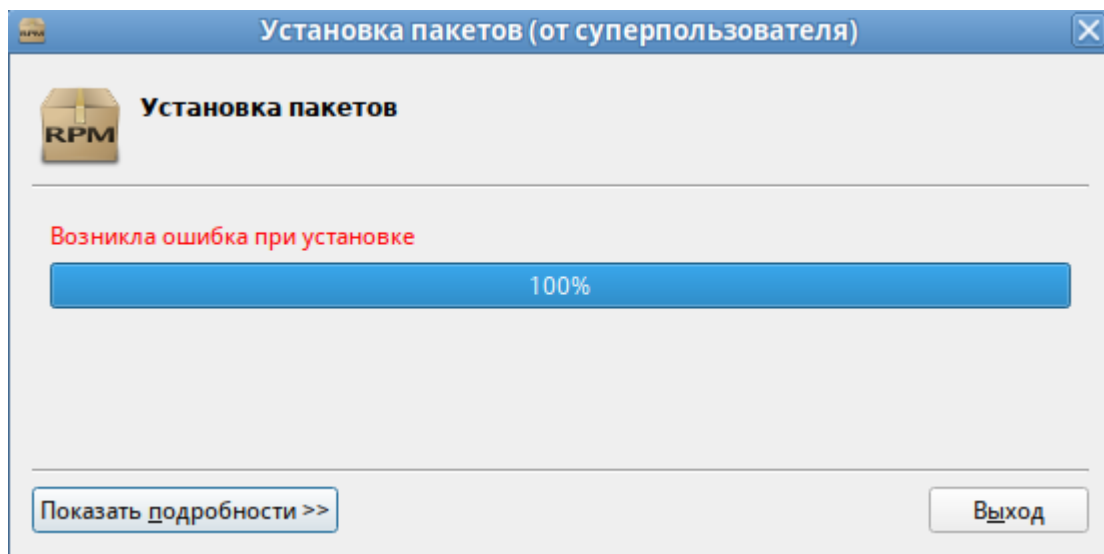 Установка пакетов (от суперпользователя)
RPM
Установка пакетов
Возникла ошибка при установке
100%
Показать подробности >>
Выход